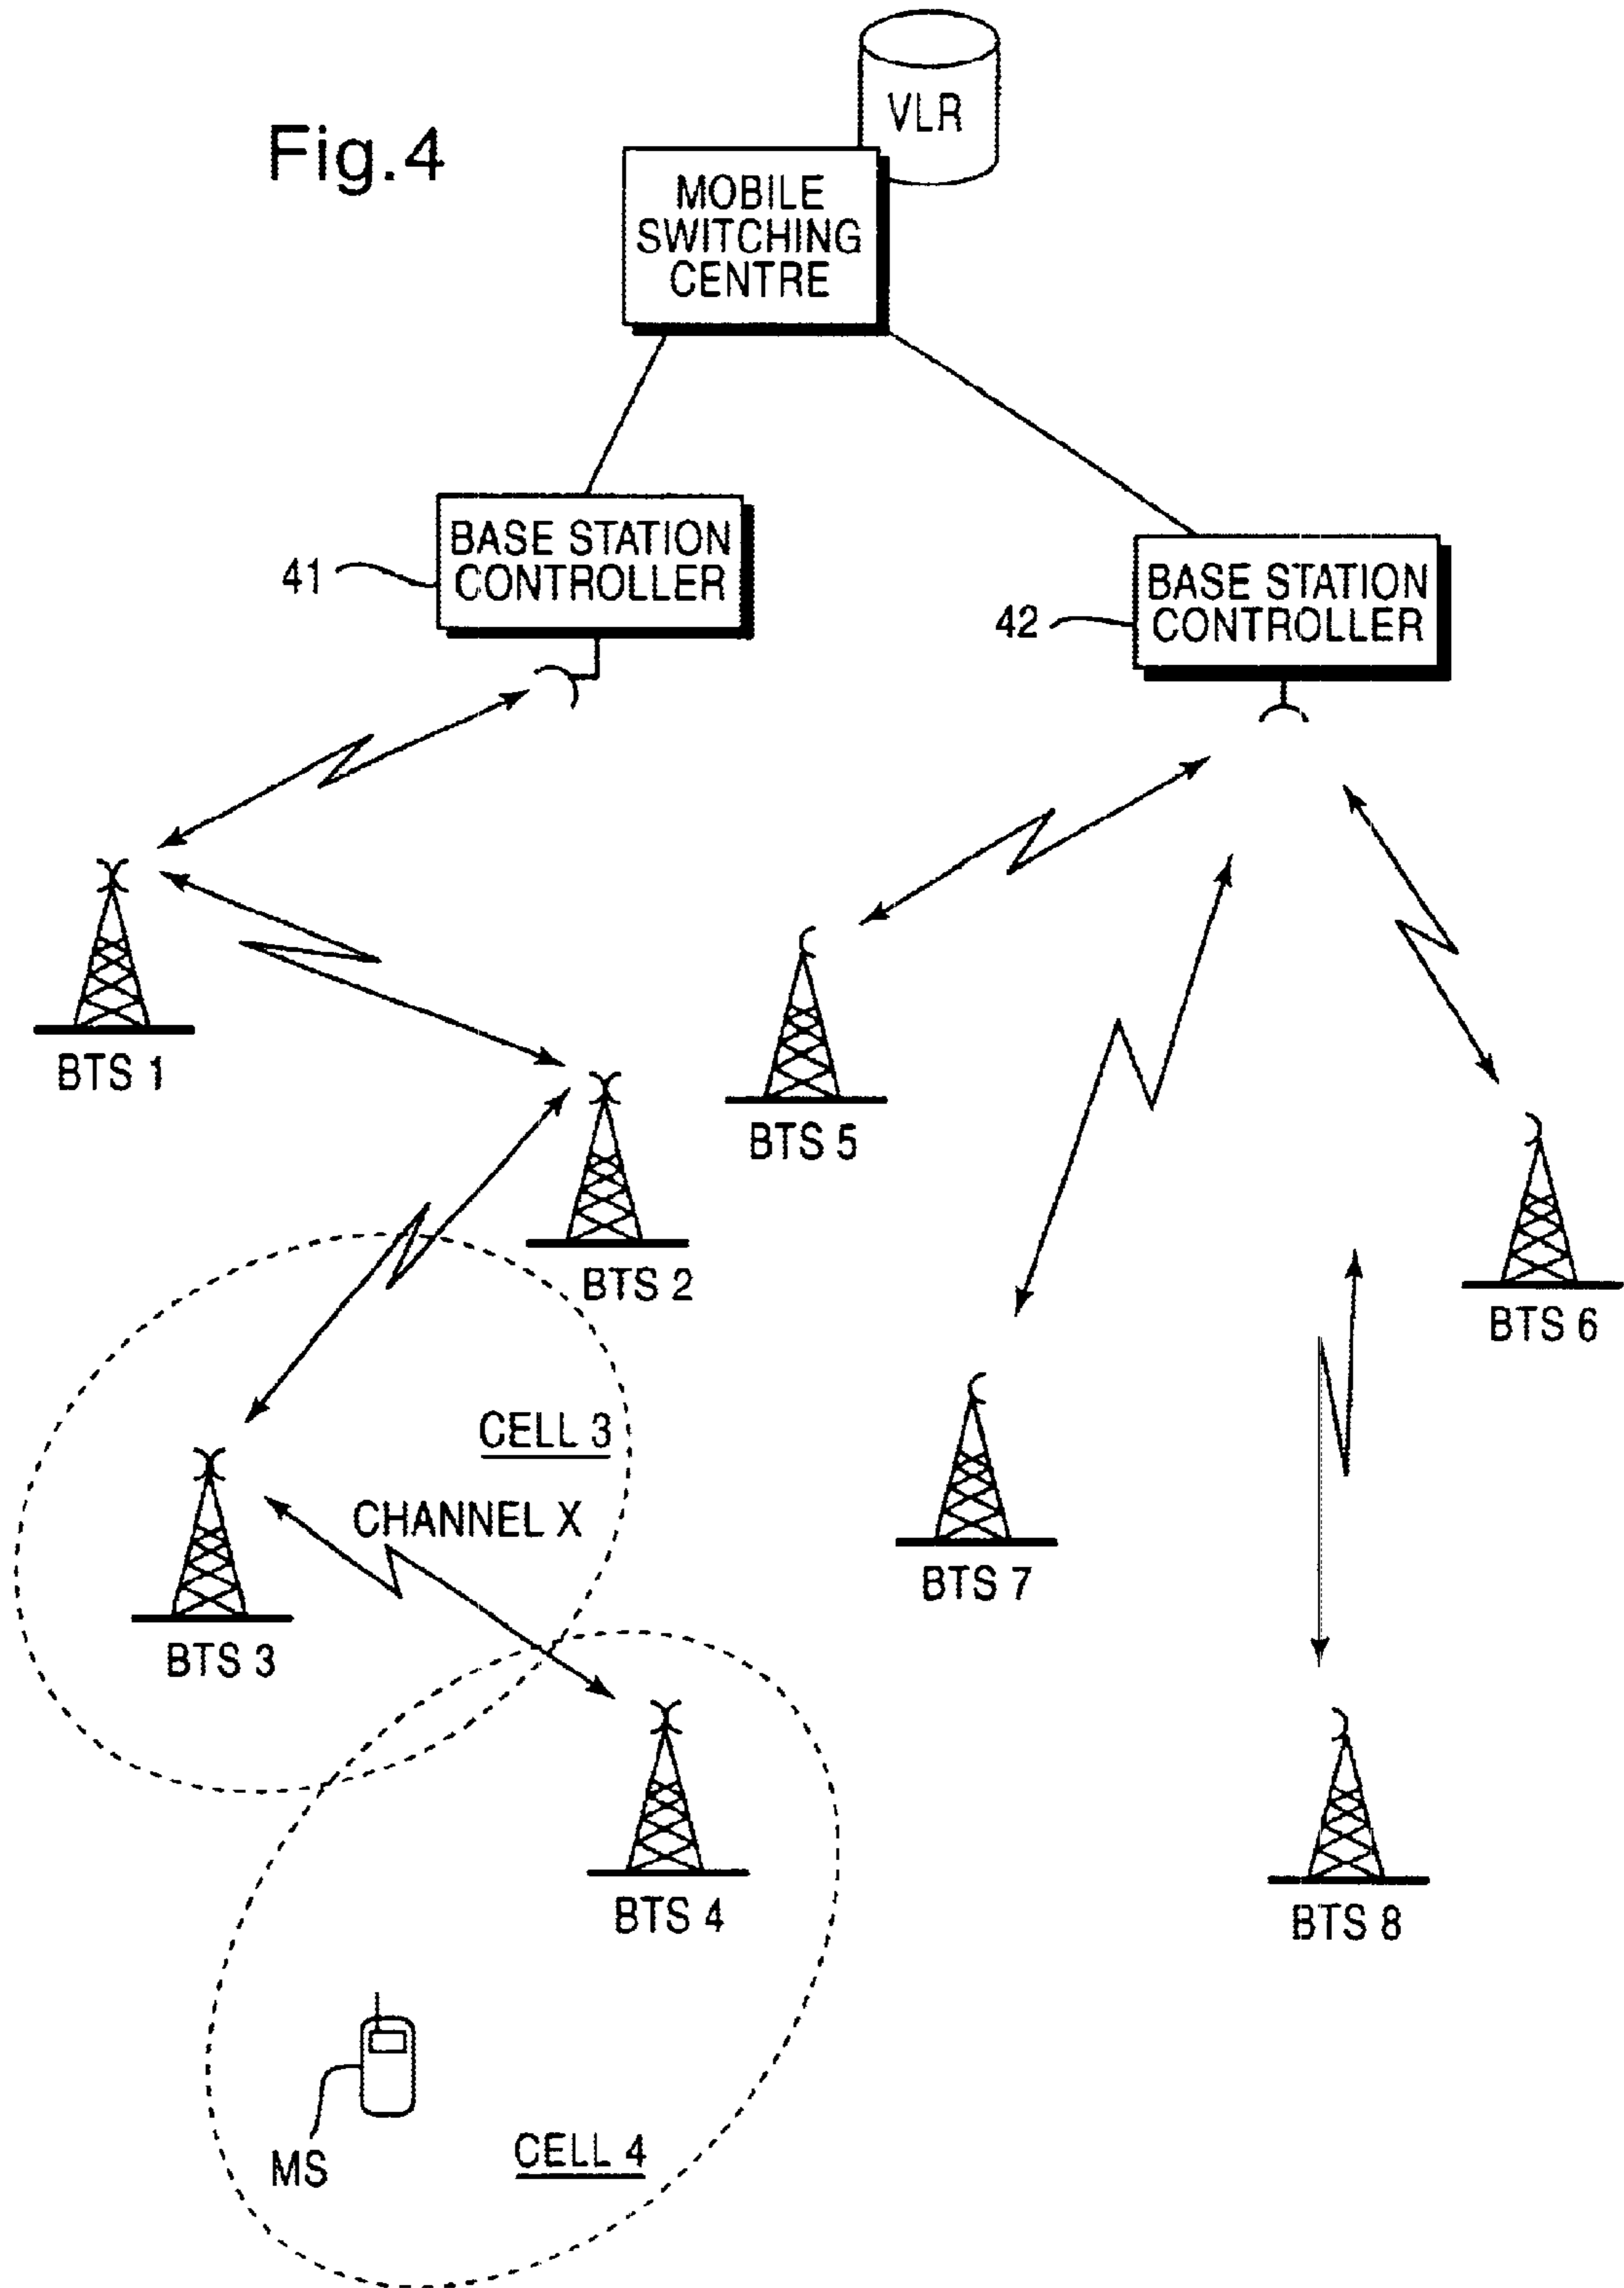 Fig.4
VLR
MOBILE
SWITCHING
CENTRE
BASE STATION
CONTROLLER
41
BASE STATION
CONTROLLER
42
BTS 1
BTS 5
BTS 2
BTS 6
CELL 3
CHANNEL X
BTS 7
BTS 3
BTS 4
BTS 8
MS
CELL 4